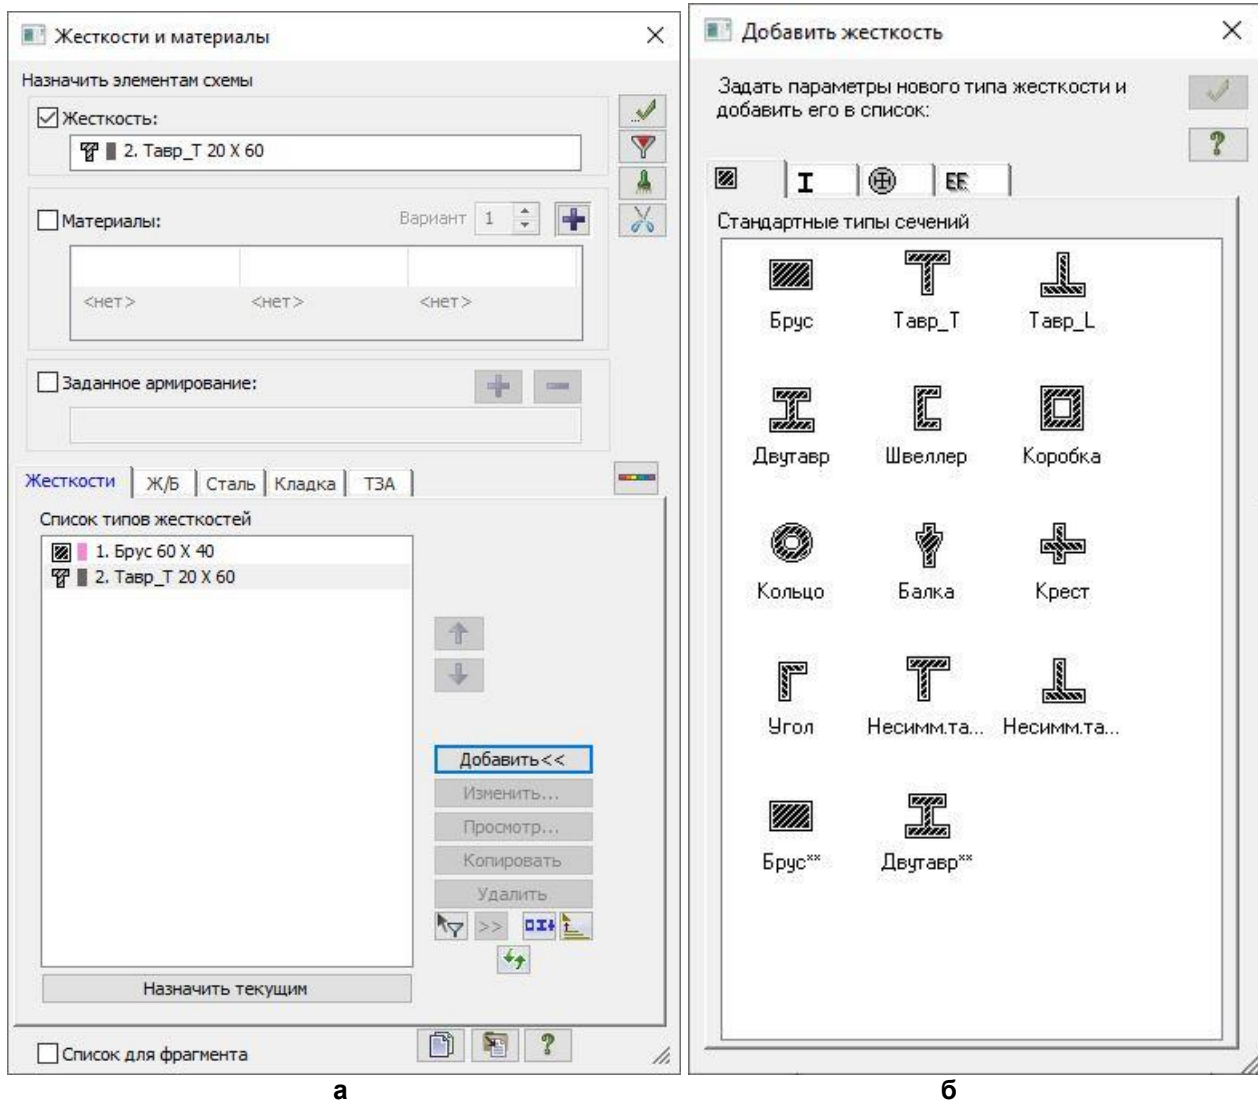 Жесткости и материалы
Назначить элементам схемы
Жесткость:
2. Тавр_Т 20 X 60
Материалы:
Вариант 1
<нет> <нет> <нет>
Заданное армирование:
Жесткости Ж/Б Сталь Кладка ТЗА
Список типов жесткостей
1. Брус 60 X 40
2. Тавр_Т 20 X 60
Добавить<<
Изменить...
Просмотр...
Копировать
Удалить
>>
Назначить текущим
Список для фрагмента
?
а
Добавить жесткость
Задать параметры нового типа жесткости и
добавить его в список:
?
I EE
Стандартные типы сечений
Брус Тавр_Т Тавр_L
Двутавр Швеллер Коробка
Кольцо Балка Крест
Угол Несимм.та... Несимм.та...
Брус** Двутавр**
б